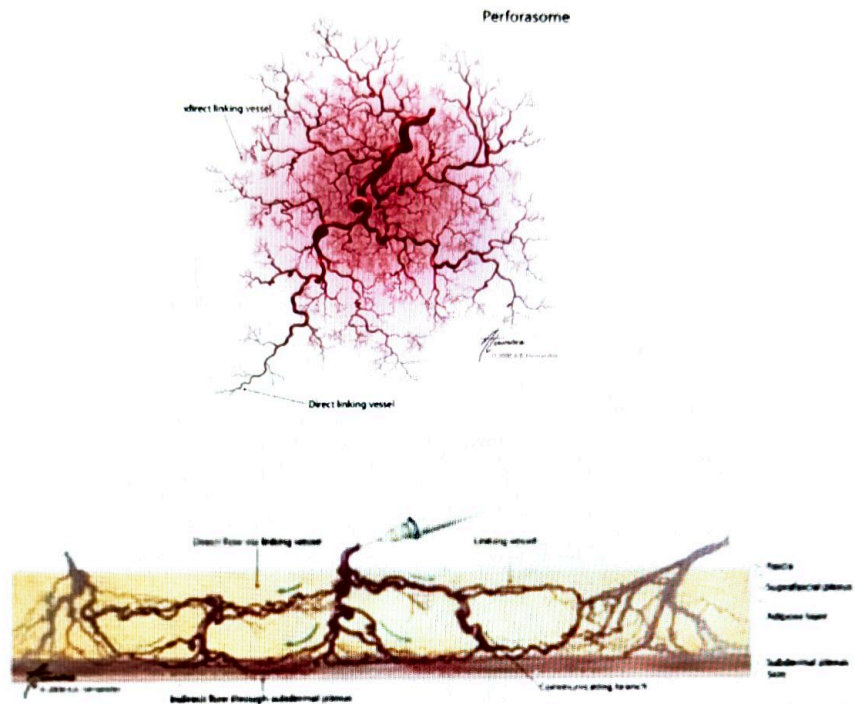 Perforasome
ndirect linking vessel
Direct linking vessel
Direct flow via linking vessel
Linking vessel
Fascia
Suprafascial plexus
Adipose layer
Subdermal plexus
Skin
Communicating branch
Indirect flow through subdermal plexus